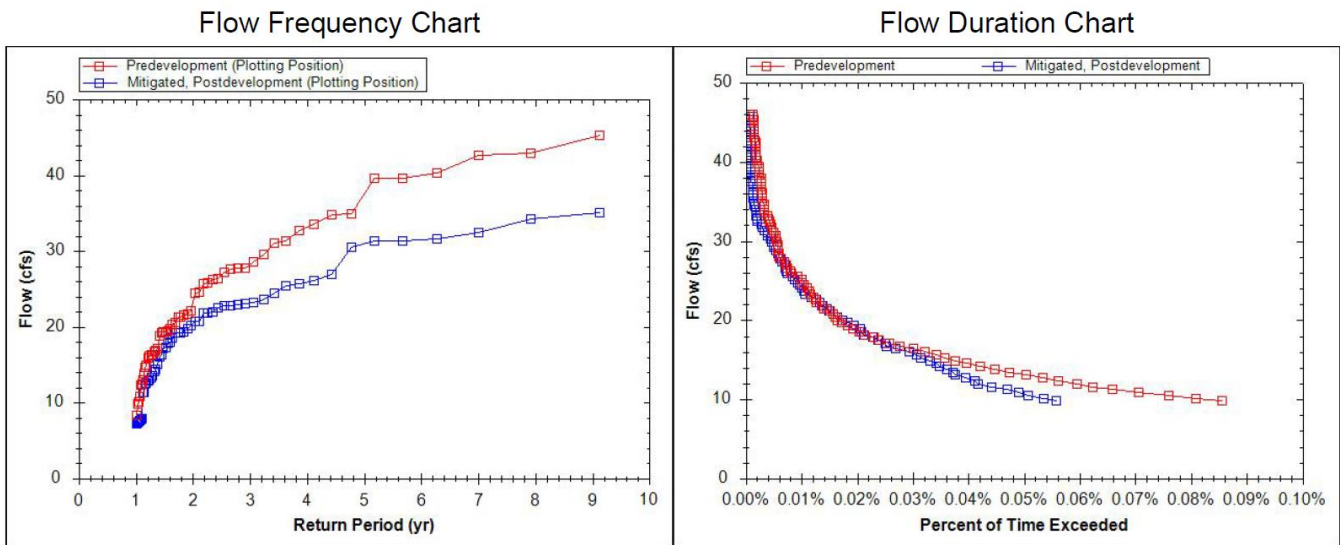 Flow Frequency Chart
Predevelopment (Plotting Position)
Mitigated, Postdevelopment (Plotting Position)
50
40
30
20
10
0
Flow (cfs)
0 1 2 3 4 5 6 7 8 9 10
Return Period (yr)
Flow Duration Chart
Predevelopment Mitigated, Postdevelopment
50
40
30
20
10
0
Flow (cfs)
0.00% 0.01% 0.02% 0.03% 0.04% 0.05% 0.06% 0.07% 0.08% 0.09% 0.10%
Percent of Time Exceeded